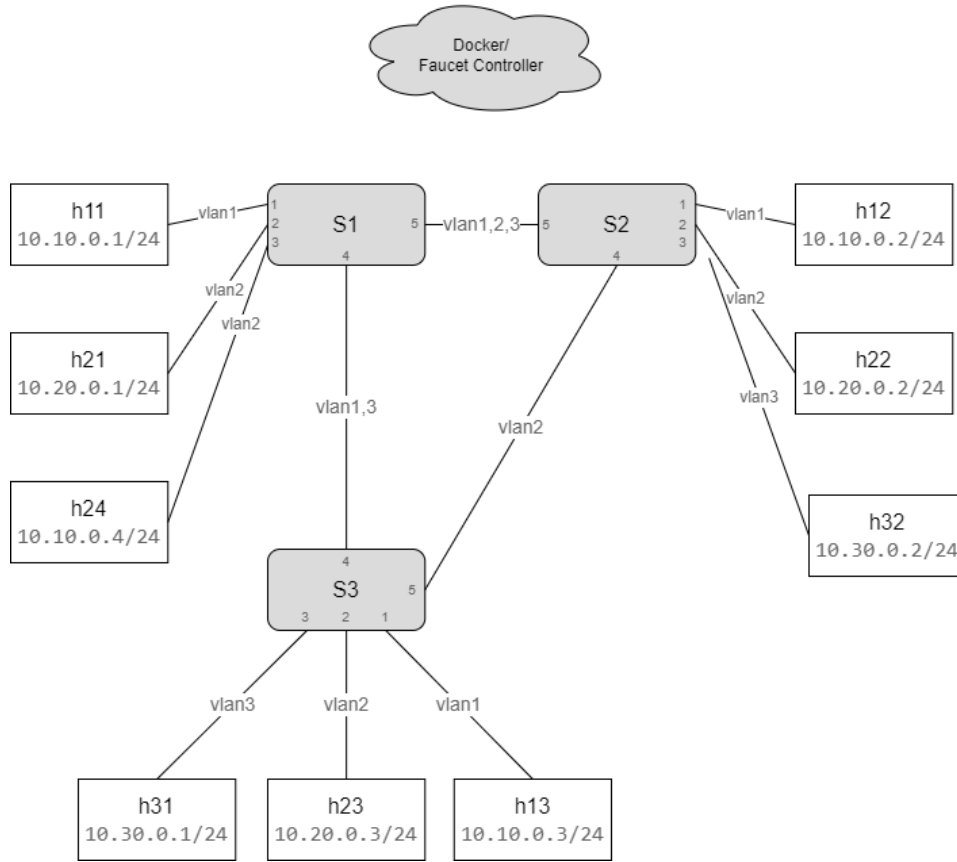 Docker/
Faucet Controller
h11
10.10.0.1/24
vlan1
1
2
3
S1
5
4
vlan1,2,3
5
S2
4
1
2
3
vlan1
h12
10.10.0.2/24
vlan2
vlan2
h21
10.20.0.1/24
vlan2
vlan3
h22
10.20.0.2/24
vlan1,3
vlan2
h24
10.10.0.4/24
h32
10.30.0.2/24
4
S3
5
3
2
1
vlan3
vlan2
vlan1
h31
10.30.0.1/24
h23
10.20.0.3/24
h13
10.10.0.3/24